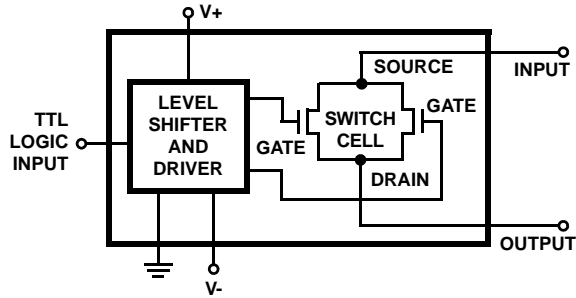 V+
SOURCE
INPUT
LEVEL
SHIFTER
AND
DRIVER
TTL
LOGIC
INPUT
GATE
SWITCH
CELL
GATE
DRAIN
OUTPUT
V-